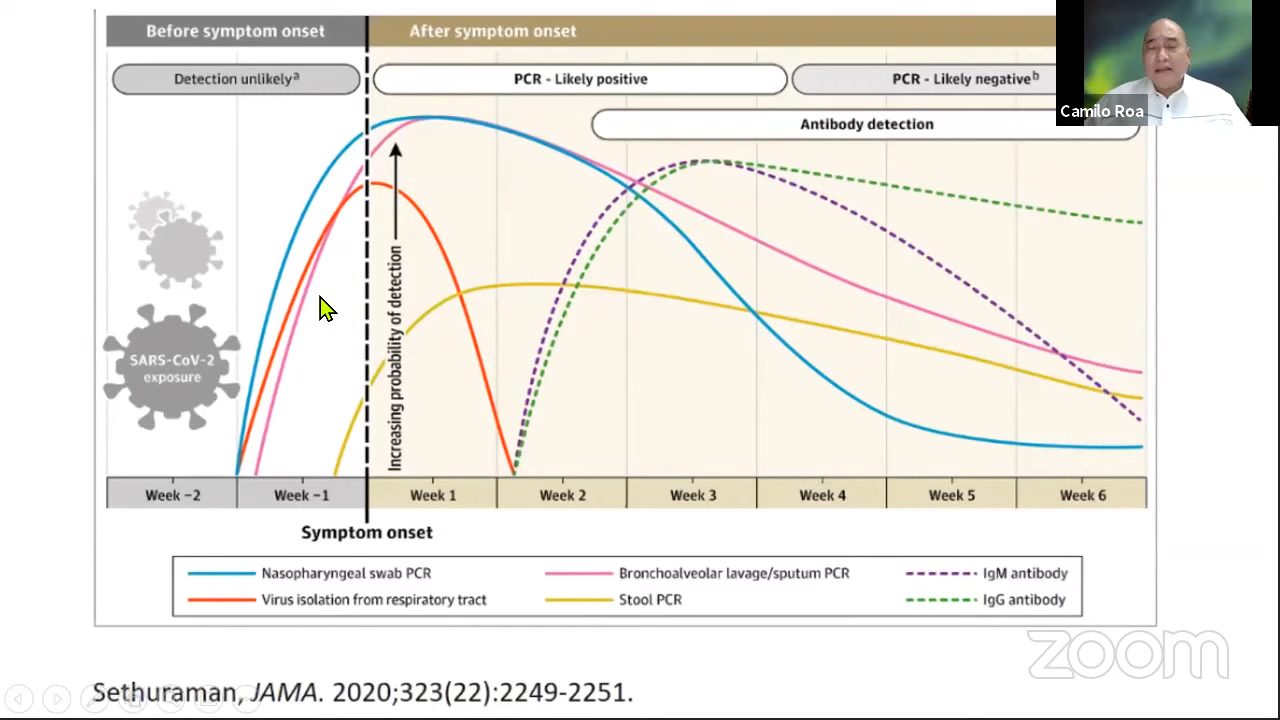 Before symptom onset
After symptom onset
Detection unlikelyᵃ
PCR - Likely positive
PCR - Likely negativeᵇ
Antibody detection
Camilo Roa
SARS-CoV-2
exposure
Increasing probability of detection
Week −2
Week −1
Week 1
Week 2
Week 3
Week 4
Week 5
Week 6
Symptom onset
Nasopharyngeal swab PCR
Bronchoalveolar lavage/sputum PCR
IgM antibody
Virus isolation from respiratory tract
Stool PCR
IgG antibody
zoom
Sethuraman, JAMA. 2020;323(22):2249-2251.